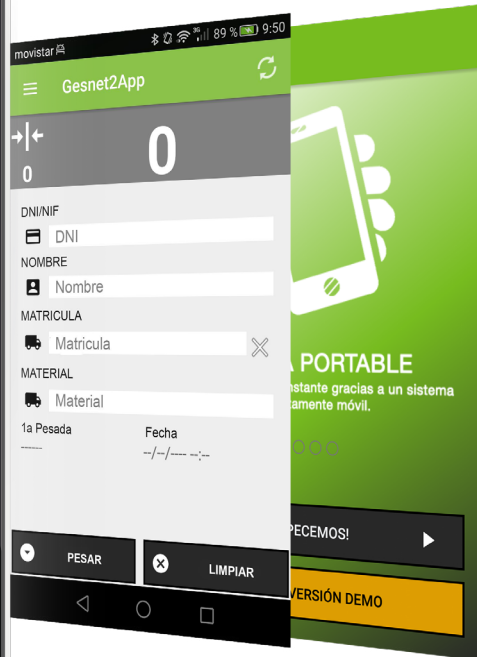 movistar
3G
89 %
9:50
Gesnet2App
0
0
DNI/NIF
DNI
NOMBRE
Nombre
MATRICULA
Matricula
MATERIAL
Material
1a Pesada
Fecha
-----
--/--/---- --:--
PESAR
LIMPIAR
PORTABLE
nstante gracias a un sistema
tamente móvil.
PECEMOS!
VERSIÓN DEMO